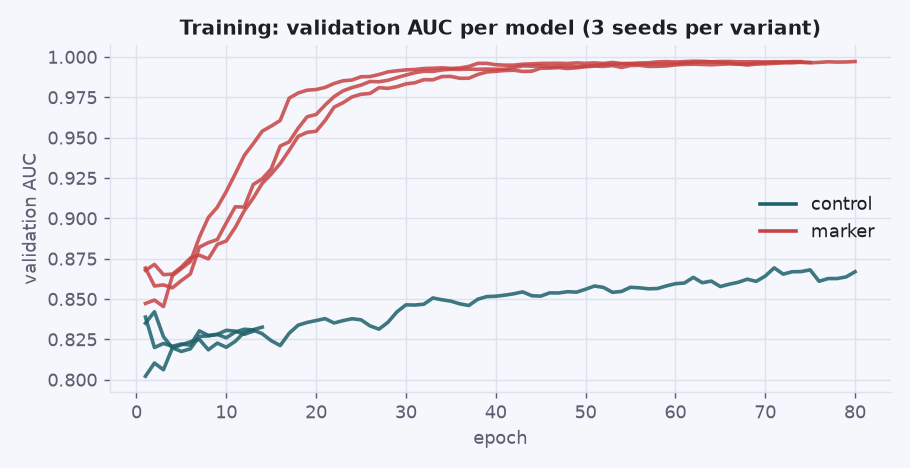 Training: validation AUC per model (3 seeds per variant)
validation AUC
1.000
0.975
0.950
0.925
0.900
0.875
0.850
0.825
0.800
control
marker
0 10 20 30 40 50 60 70 80
epoch